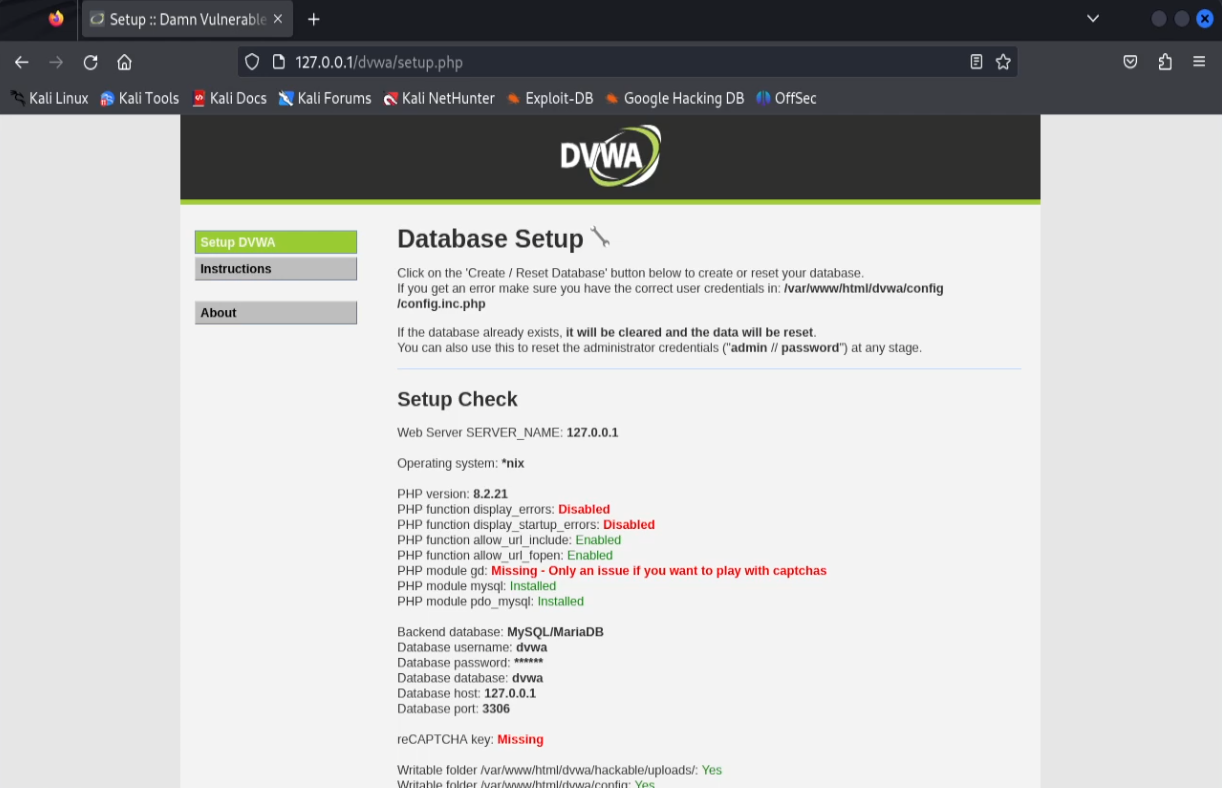 Setup :: Damn Vulnerable
127.0.0.1/dvwa/setup.php
Kali Linux Kali Tools Kali Docs Kali Forums Kali NetHunter Exploit-DB Google Hacking DB OffSec
DVWA
Setup DVWA
Instructions
About
Database Setup
Click on the 'Create / Reset Database' button below to create or reset your database.
If you get an error make sure you have the correct user credentials in: /var/www/html/dvwa/config
/config.inc.php
If the database already exists, it will be cleared and the data will be reset.
You can also use this to reset the administrator credentials ("admin // password") at any stage.
Setup Check
Web Server SERVER_NAME: 127.0.0.1
Operating system: *nix
PHP version: 8.2.21
PHP function display_errors: Disabled
PHP function display_startup_errors: Disabled
PHP function allow_url_include: Enabled
PHP function allow_url_fopen: Enabled
PHP module gd: Missing - Only an issue if you want to play with captchas
PHP module mysql: Installed
PHP module pdo_mysql: Installed
Backend database: MySQL/MariaDB
Database username: dvwa
Database password: ******
Database database: dvwa
Database host: 127.0.0.1
Database port: 3306
reCAPTCHA key: Missing
Writable folder /var/www/html/dvwa/hackable/uploads/: Yes
Writable folder /var/www/html/dvwa/config: Yes